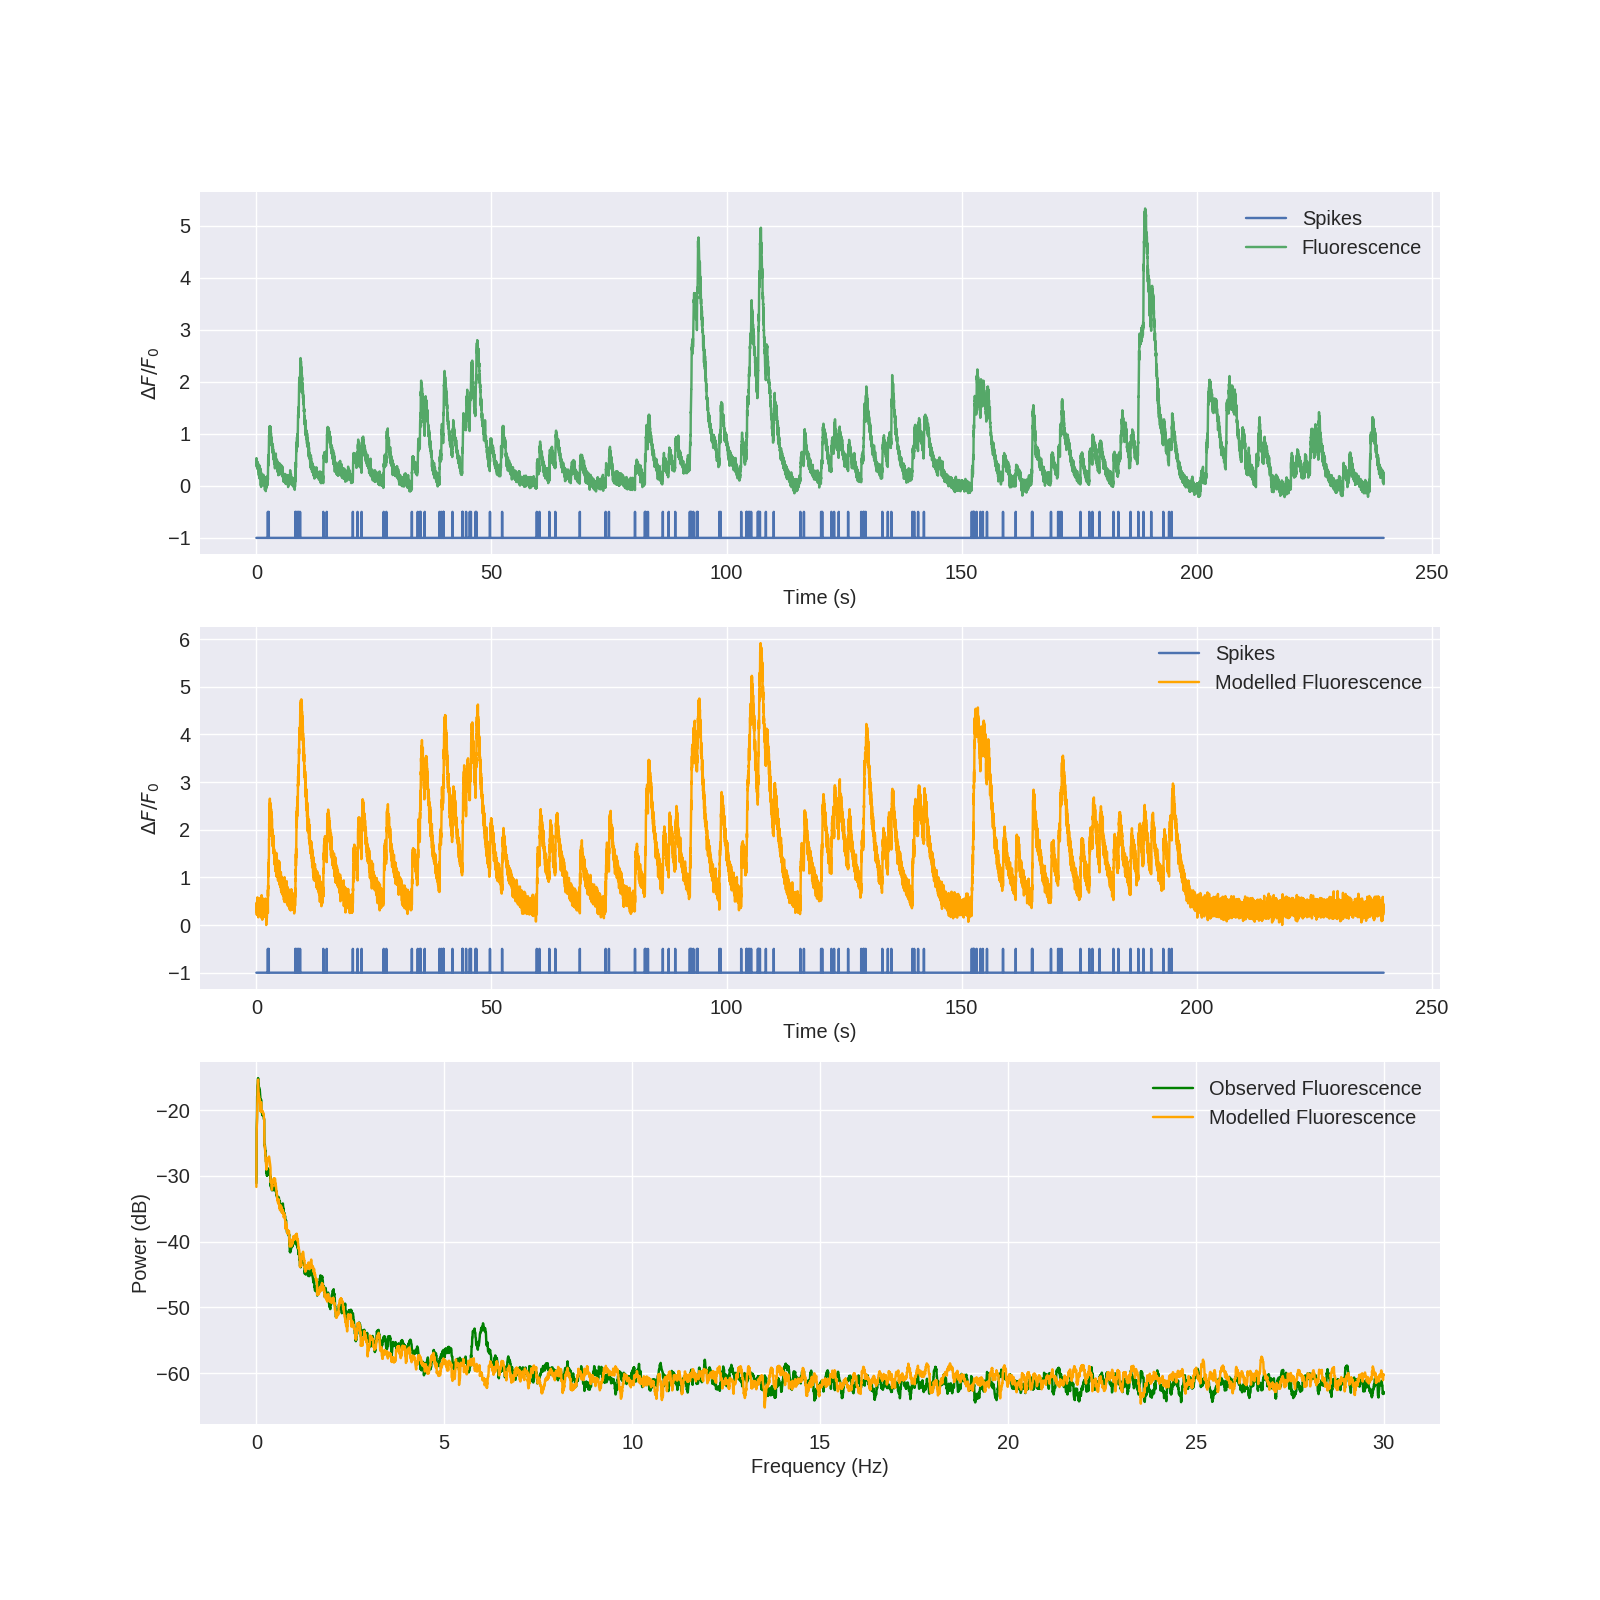 Spikes
Fluorescence
5
4
3
2
1
0
−1
ΔF/F0
0 50 100 150 200 250
Time (s)
Spikes
Modelled Fluorescence
6
5
4
3
2
1
0
−1
ΔF/F0
0 50 100 150 200 250
Time (s)
Observed Fluorescence
Modelled Fluorescence
−20
−30
−40
−50
−60
Power (dB)
0 5 10 15 20 25 30
Frequency (Hz)